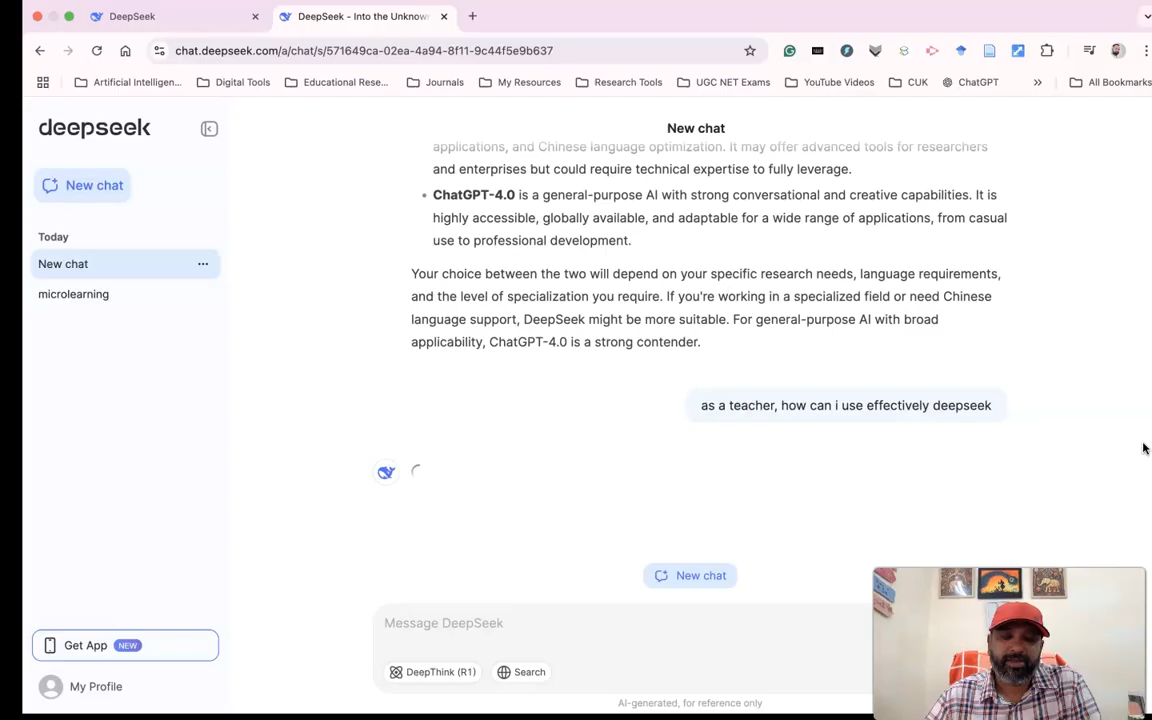 DeepSeek
DeepSeek - Into the Unknow
chat.deepseek.com/a/chat/s/571649ca-02ea-4a94-8f11-9c44f5e9b637
Artificial Intelligen... Digital Tools Educational Rese... Journals My Resources Research Tools UGC NET Exams YouTube Videos CUK ChatGPT » All Bookmarks
deepseek
New chat
Today
New chat ...
microlearning
Get App NEW
My Profile
New chat
applications, and Chinese language optimization. It may offer advanced tools for researchers
and enterprises but could require technical expertise to fully leverage.
• ChatGPT-4.0 is a general-purpose AI with strong conversational and creative capabilities. It is
highly accessible, globally available, and adaptable for a wide range of applications, from casual
use to professional development.
Your choice between the two will depend on your specific research needs, language requirements,
and the level of specialization you require. If you're working in a specialized field or need Chinese
language support, DeepSeek might be more suitable. For general-purpose AI with broad
applicability, ChatGPT-4.0 is a strong contender.
as a teacher, how can i use effectively deepseek
New chat
Message DeepSeek
DeepThink (R1) Search
AI-generated, for reference only